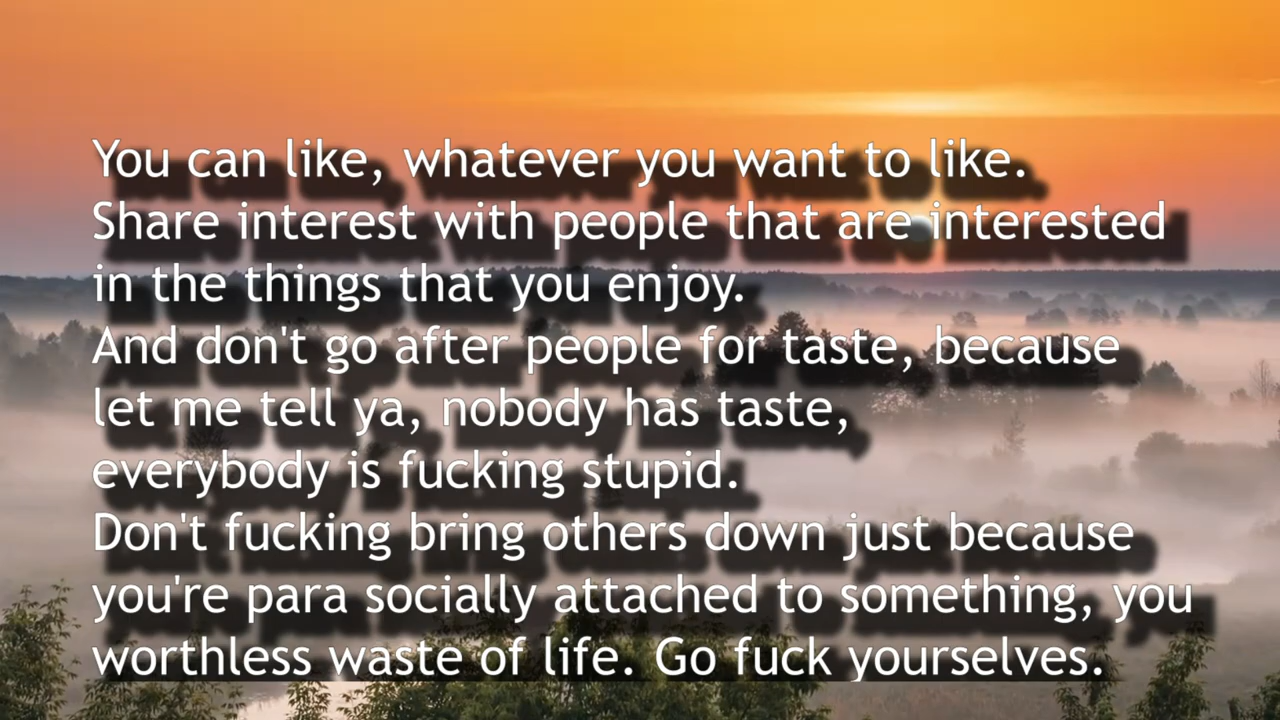 You can like, whatever you want to like.
Share interest with people that are interested
in the things that you enjoy.
And don't go after people for taste, because
let me tell ya, nobody has taste,
everybody is fucking stupid.
Don't fucking bring others down just because
you're para socially attached to something, you
worthless waste of life. Go fuck yourselves.